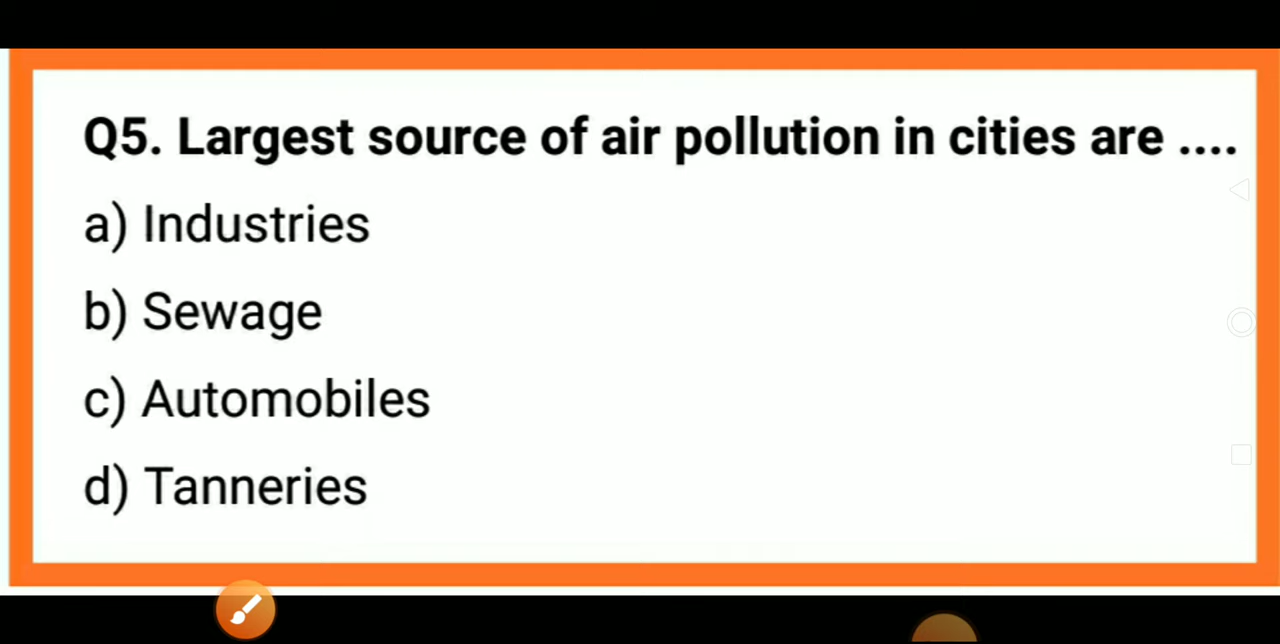 Q5. Largest source of air pollution in cities are ....
a) Industries
b) Sewage
c) Automobiles
d) Tanneries